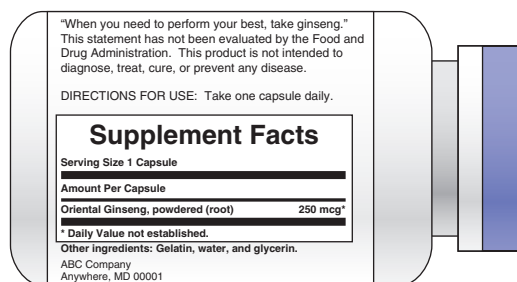 “When you need to perform your best, take ginseng.”
This statement has not been evaluated by the Food and
Drug Administration. This product is not intended to
diagnose, treat, cure, or prevent any disease.
DIRECTIONS FOR USE: Take one capsule daily.
Supplement Facts
Serving Size 1 Capsule
Amount Per Capsule
Oriental Ginseng, powdered (root) 250 mcg*
* Daily Value not established.
Other ingredients: Gelatin, water, and glycerin.
ABC Company
Anywhere, MD 00001